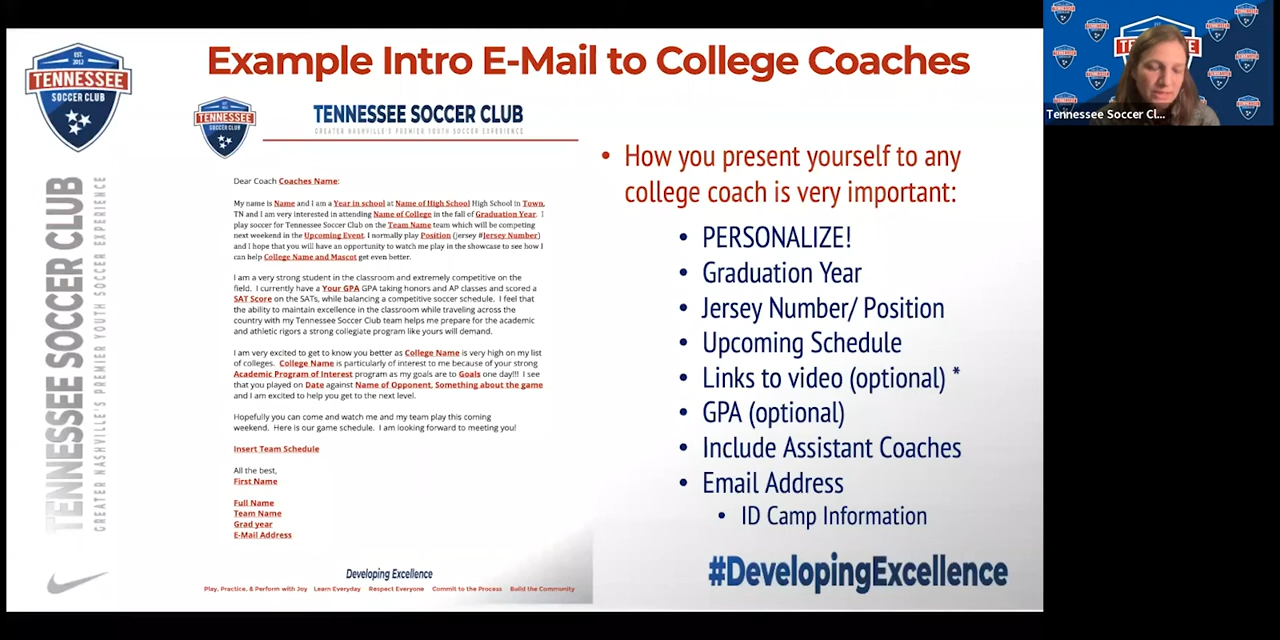 Example Intro E-Mail to College Coaches
EST.
2012
TENNESSEE
SOCCER CLUB
TENNESSEE SOCCER CLUB
GREATER NASHVILLE'S PREMIER YOUTH SOCCER EXPERIENCE
TENNESSEE
SOCCER CLUB
TENNESSEE SOCCER CLUB
GREATER NASHVILLE'S PREMIER YOUTH SOCCER EXPERIENCE
Dear Coach Coaches Name:
My name is Name and I am a Year in school at Name of High School High School in Town,
TN and I am very interested in attending Name of College in the fall of Graduation Year. I
play soccer for Tennessee Soccer Club on the Team Name team which will be competing
next weekend in the Upcoming Event. I normally play Position (jersey #Jersey Number)
and I hope that you will have an opportunity to watch me play in the showcase to see how I
can help College Name and Mascot get even better.
I am a very strong student in the classroom and extremely competitive on the
field. I currently have a Your GPA GPA taking honors and AP classes and scored a
SAT Score on the SATs, while balancing a competitive soccer schedule. I feel that
the ability to maintain excellence in the classroom while traveling across the
country with my Tennessee Soccer Club team helps me prepare for the academic
and athletic rigors a strong collegiate program like yours will demand.
I am very excited to get to know you better as College Name is very high on my list
of colleges. College Name is particularly of interest to me because of your strong
Academic Program of Interest program as my goals are to Goals one day!!! I see
that you played on Date against Name of Opponent, Something about the game
and I am excited to help you get to the next level.
Hopefully you can come and watch me and my team play this coming
weekend. Here is our game schedule. I am looking forward to meeting you!
Insert Team Schedule
All the best,
First Name
Full Name
Team Name
Grad year
E-Mail Address
Developing Excellence
Play, Practice, & Perform with Joy Learn Everyday Respect Everyone Commit to the Process Build the Community
• How you present yourself to any
college coach is very important:
• PERSONALIZE!
• Graduation Year
• Jersey Number/ Position
• Upcoming Schedule
• Links to video (optional) *
• GPA (optional)
• Include Assistant Coaches
• Email Address
• ID Camp Information
#DevelopingExcellence
Tennessee Soccer Cl...